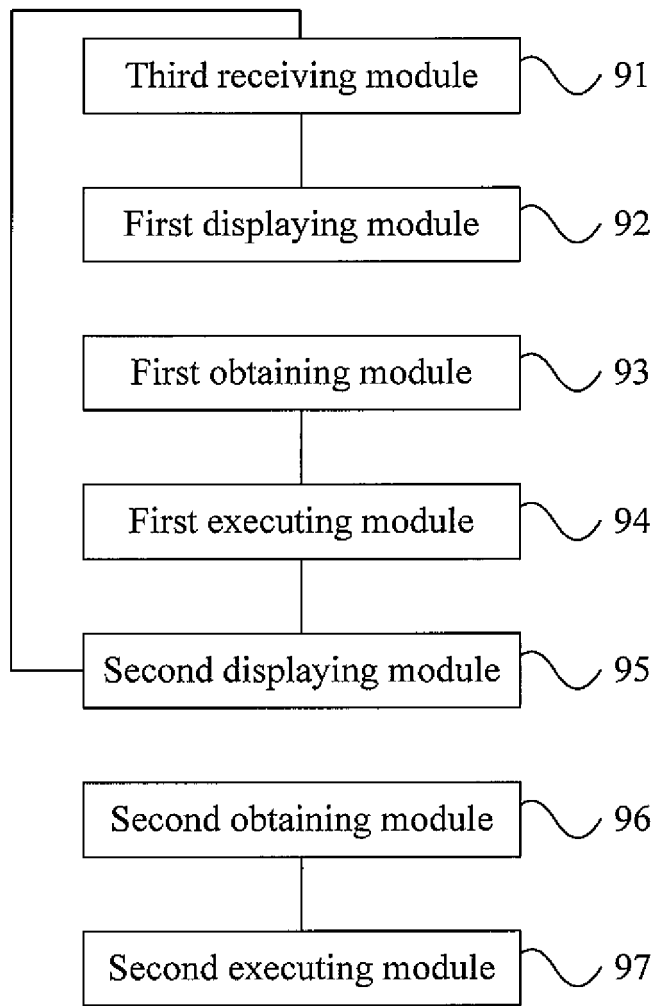 Third receiving module 91
First displaying module 92
First obtaining module 93
First executing module 94
Second displaying module 95
Second obtaining module 96
Second executing module 97